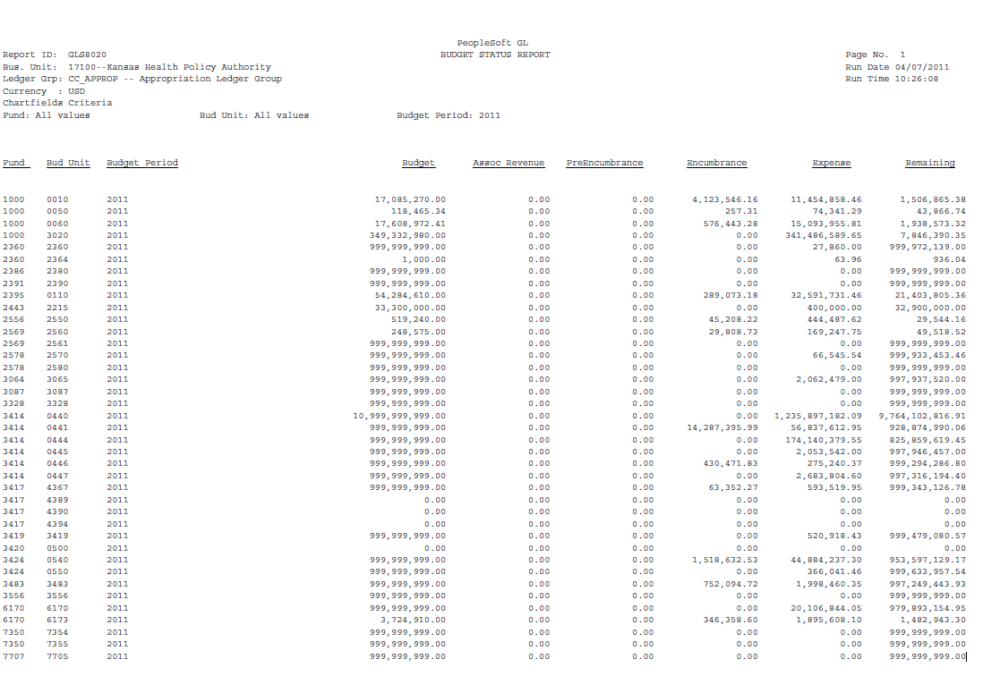 PeopleSoft GL
Report ID: GLS8020 BUDGET STATUS REPORT Page No. 1
Bus. Unit: 17100--Kansas Health Policy Authority Run Date 04/07/2011
Ledger Grp: CC_APPROP -- Appropriation Ledger Group Run Time 10:26:08
Currency : USD
Chartfields Criteria
Fund: All values Bud Unit: All values Budget Period: 2011
Fund Bud Unit Budget Period Budget Assoc Revenue PreEncumbrance Encumbrance Expense Remaining
1000 0010 2011 17,085,270.00 0.00 0.00 4,123,546.16 11,454,858.46 1,506,865.38
1000 0050 2011 118,465.34 0.00 0.00 257.31 74,341.29 43,866.74
1000 0060 2011 17,608,972.41 0.00 0.00 576,443.28 15,093,955.81 1,938,573.32
1000 3020 2011 349,332,980.00 0.00 0.00 0.00 341,486,589.65 7,846,390.35
2360 2360 2011 999,999,999.00 0.00 0.00 0.00 27,860.00 999,972,139.00
2360 2364 2011 1,000.00 0.00 0.00 0.00 63.96 936.04
2386 2380 2011 999,999,999.00 0.00 0.00 0.00 0.00 999,999,999.00
2391 2390 2011 999,999,999.00 0.00 0.00 0.00 0.00 999,999,999.00
2395 0110 2011 54,284,610.00 0.00 0.00 289,073.18 32,591,731.46 21,403,805.36
2443 2215 2011 33,300,000.00 0.00 0.00 0.00 400,000.00 32,900,000.00
2556 2550 2011 519,240.00 0.00 0.00 45,208.22 444,487.62 29,544.16
2569 2560 2011 248,575.00 0.00 0.00 29,808.73 169,247.75 49,518.52
2569 2561 2011 999,999,999.00 0.00 0.00 0.00 0.00 999,999,999.00
2578 2570 2011 999,999,999.00 0.00 0.00 0.00 66,545.54 999,933,453.46
2578 2580 2011 999,999,999.00 0.00 0.00 0.00 0.00 999,999,999.00
3064 3065 2011 999,999,999.00 0.00 0.00 0.00 2,062,479.00 997,937,520.00
3087 3087 2011 999,999,999.00 0.00 0.00 0.00 0.00 999,999,999.00
3328 3328 2011 999,999,999.00 0.00 0.00 0.00 0.00 999,999,999.00
3414 0440 2011 10,999,999,999.00 0.00 0.00 0.00 1,235,897,182.09 9,764,102,816.91
3414 0441 2011 999,999,999.00 0.00 0.00 14,287,395.99 56,837,612.95 928,874,990.06
3414 0444 2011 999,999,999.00 0.00 0.00 0.00 174,140,379.55 825,859,619.45
3414 0445 2011 999,999,999.00 0.00 0.00 0.00 2,053,542.00 997,946,457.00
3414 0446 2011 999,999,999.00 0.00 0.00 430,471.83 275,240.37 999,294,286.80
3414 0447 2011 999,999,999.00 0.00 0.00 0.00 2,683,804.60 997,316,194.40
3417 4367 2011 999,999,999.00 0.00 0.00 63,352.27 593,519.95 999,343,126.78
3417 4389 2011 0.00 0.00 0.00 0.00 0.00 0.00
3417 4390 2011 0.00 0.00 0.00 0.00 0.00 0.00
3417 4394 2011 0.00 0.00 0.00 0.00 0.00 0.00
3419 3419 2011 999,999,999.00 0.00 0.00 0.00 520,918.43 999,479,080.57
3420 0500 2011 0.00 0.00 0.00 0.00 0.00 0.00
3424 0540 2011 999,999,999.00 0.00 0.00 1,518,632.53 44,884,237.30 953,597,129.17
3424 0550 2011 999,999,999.00 0.00 0.00 0.00 366,041.46 999,633,957.54
3483 3483 2011 999,999,999.00 0.00 0.00 752,094.72 1,998,460.35 997,249,443.93
3556 3556 2011 999,999,999.00 0.00 0.00 0.00 0.00 999,999,999.00
6170 6170 2011 999,999,999.00 0.00 0.00 0.00 20,106,844.05 979,893,154.95
6170 6173 2011 3,724,910.00 0.00 0.00 346,358.60 1,895,608.10 1,482,943.30
7350 7354 2011 999,999,999.00 0.00 0.00 0.00 0.00 999,999,999.00
7350 7355 2011 999,999,999.00 0.00 0.00 0.00 0.00 999,999,999.00
7707 7705 2011 999,999,999.00 0.00 0.00 0.00 0.00 999,999,999.00